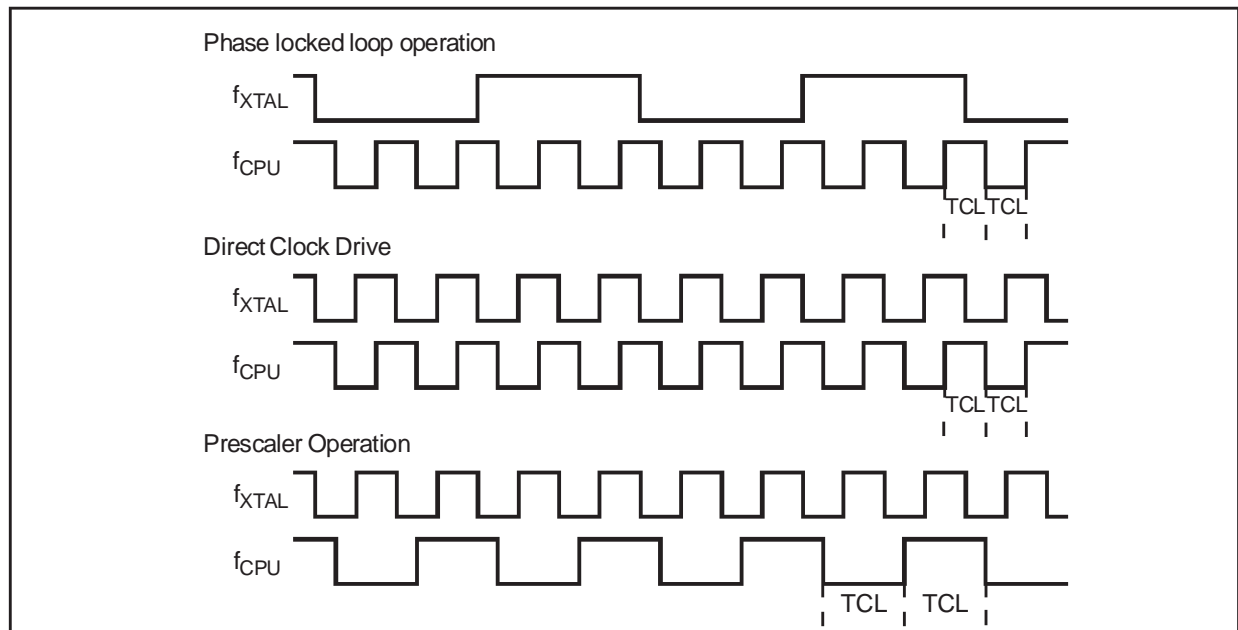 Phase locked loop operation
fXTAL
fCPU
TCL TCL
Direct Clock Drive
fXTAL
fCPU
TCL TCL
Prescaler Operation
fXTAL
fCPU
TCL TCL